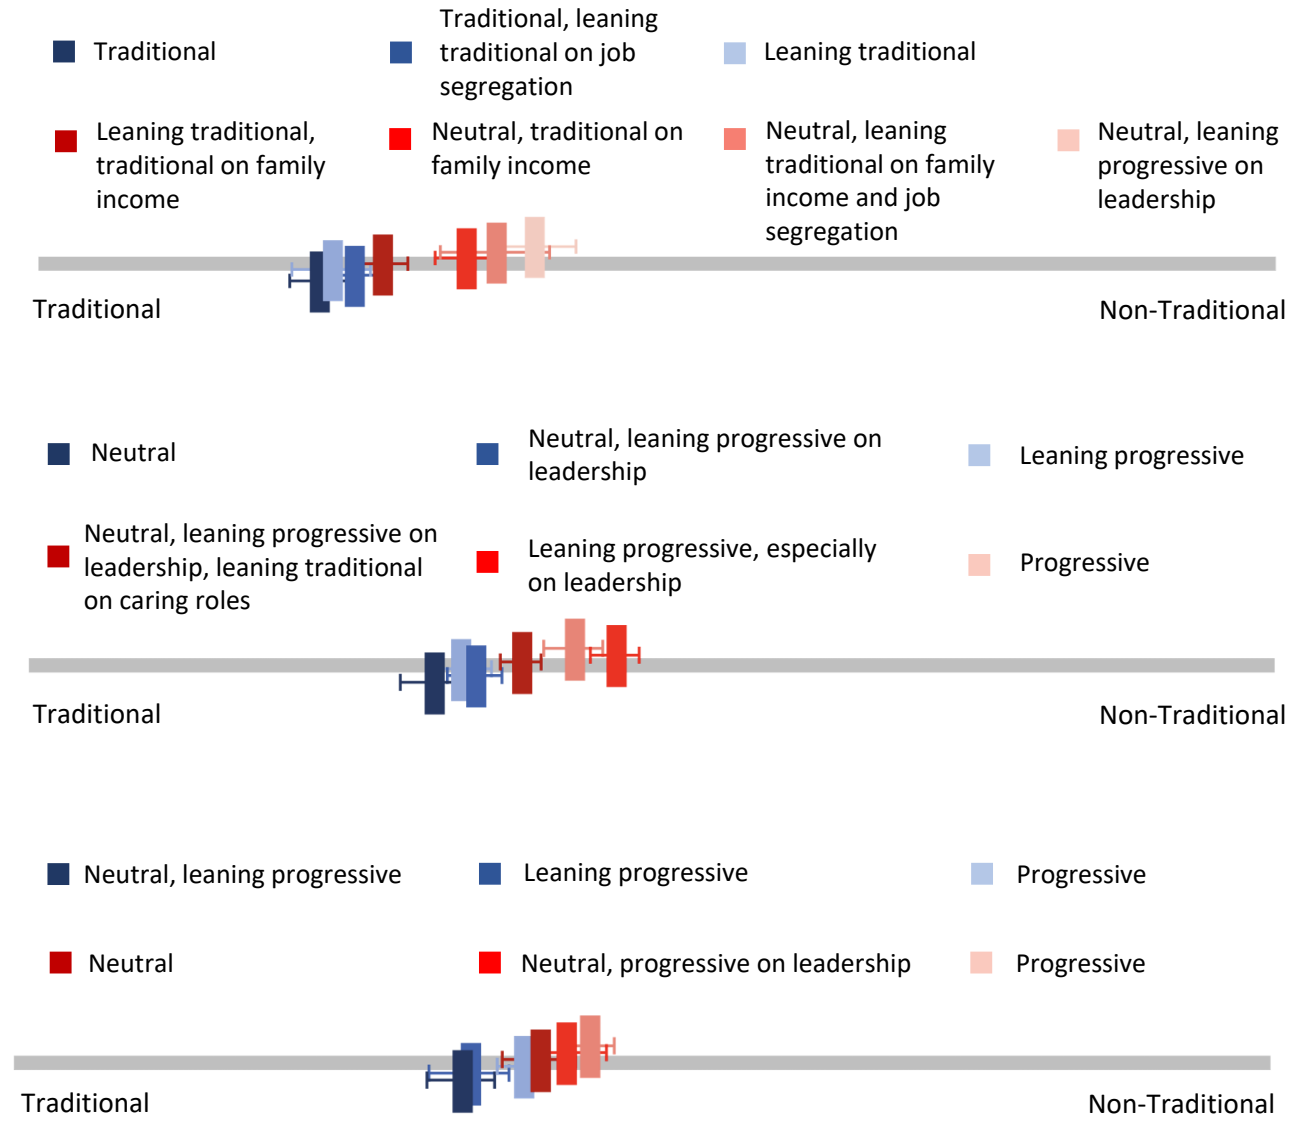 Traditional
Traditional, leaning
traditional on job
segregation
Leaning traditional
Leaning traditional,
traditional on family
income
Neutral, traditional on
family income
Neutral, leaning
traditional on family
income and job
segregation
Neutral, leaning
progressive on
leadership
Traditional
Non-Traditional
Neutral
Neutral, leaning progressive on
leadership
Leaning progressive
Neutral, leaning progressive on
leadership, leaning traditional
on caring roles
Leaning progressive, especially
on leadership
Progressive
Traditional
Non-Traditional
Neutral, leaning progressive
Leaning progressive
Progressive
Neutral
Neutral, progressive on leadership
Progressive
Traditional
Non-Traditional